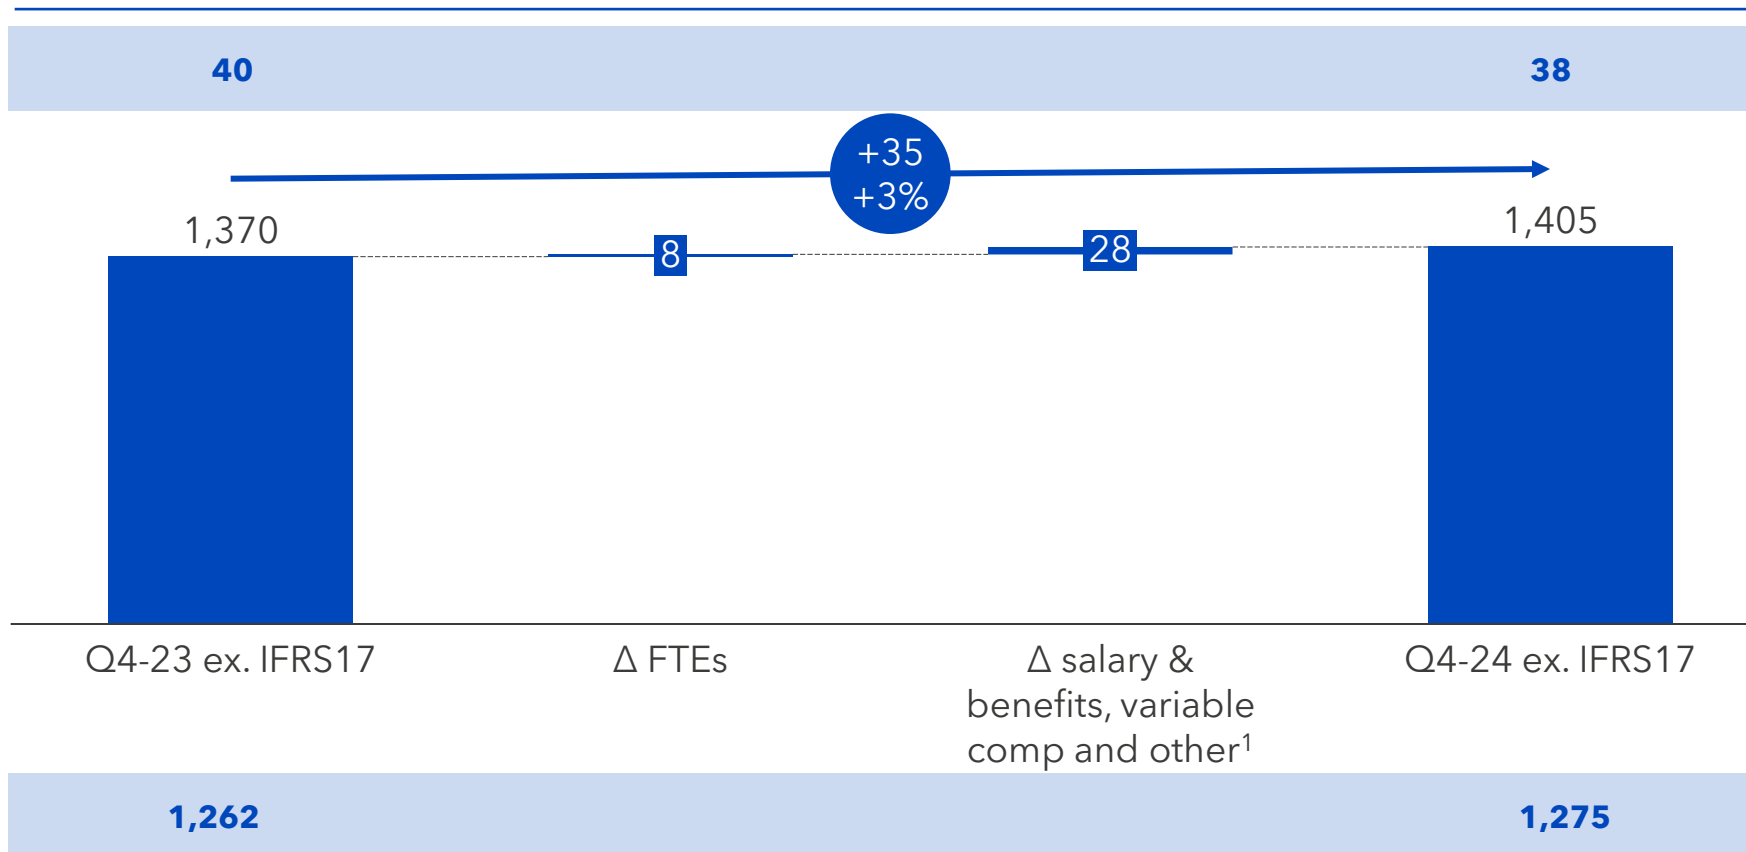 40
38
+35
+3%
1,370
8
28
1,405
Q4-23 ex. IFRS17
Δ FTEs
Δ salary &
benefits, variable
comp and other1
Q4-24 ex. IFRS17
1,262
1,275